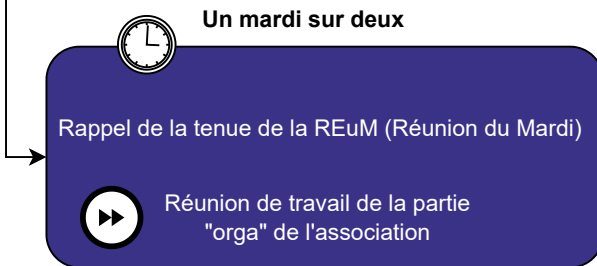 Un mardi sur deux
Rappel de la tenue de la REuM (Réunion du Mardi)
Réunion de travail de la partie
"orga" de l'association